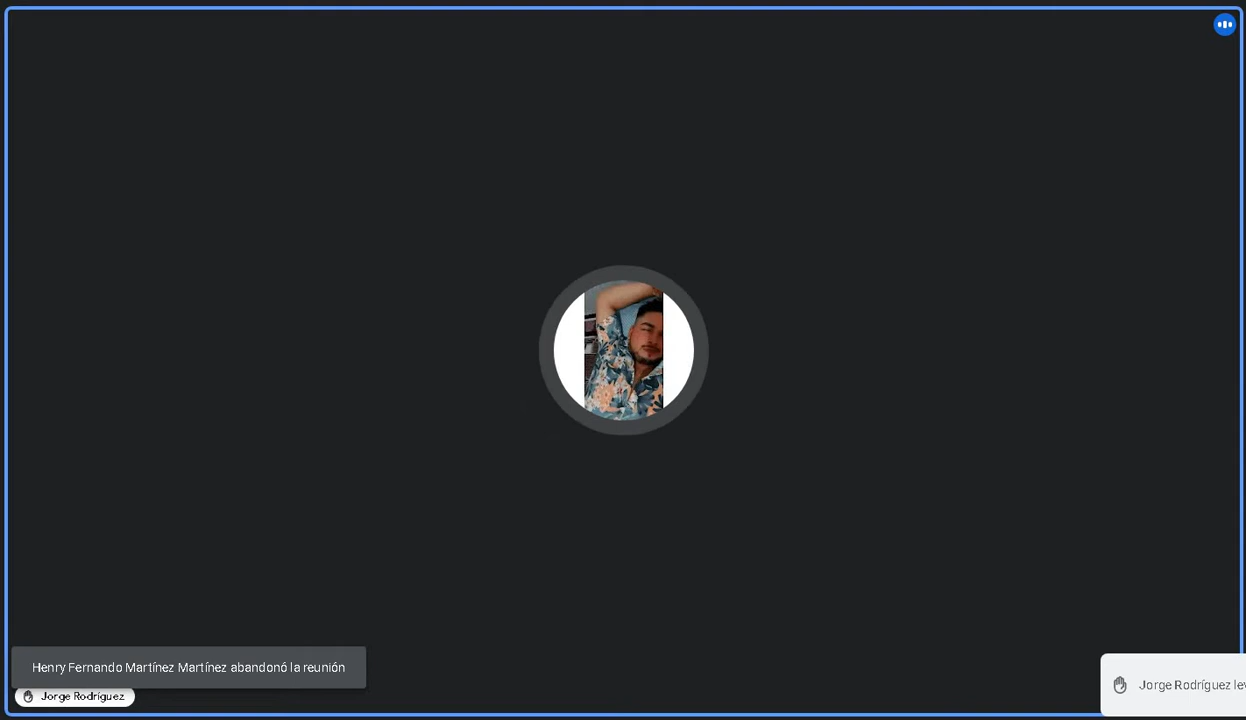 Henry Fernando Martínez Martínez abandonó la reunión
Jorge Rodríguez
Jorge Rodríguez lev